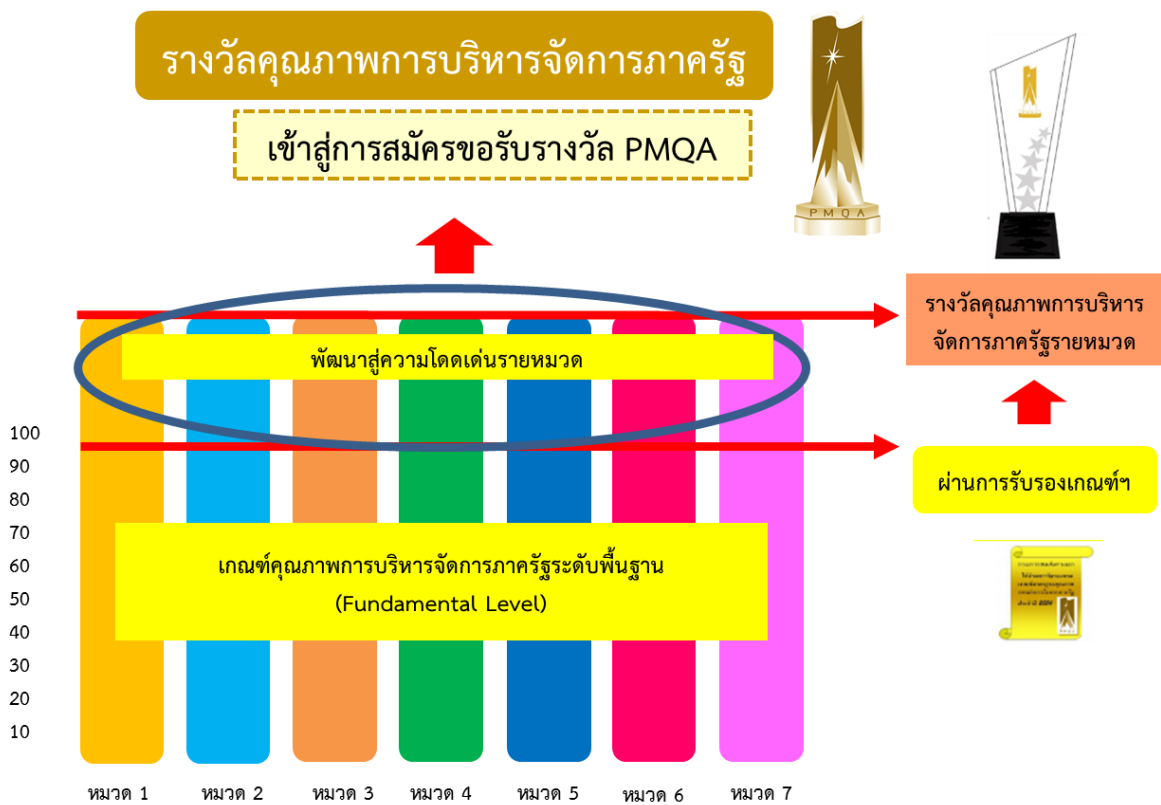 รางวัลคุณภาพการบริหารจัดการภาครัฐ
เข้าสู่การสมัครขอรับรางวัล PMQA
PMQA
รางวัลคุณภาพการบริหาร
จัดการภาครัฐรายหมวด
พัฒนาสู่ความโดดเด่นรายหมวด
ผ่านการรับรองเกณฑ์ฯ
100
90
80
70
60
50
40
30
20
10
เกณฑ์คุณภาพการบริหารจัดการภาครัฐระดับพื้นฐาน
(Fundamental Level)
PMQA
หมวด 1
หมวด 2
หมวด 3
หมวด 4
หมวด 5
หมวด 6
หมวด 7